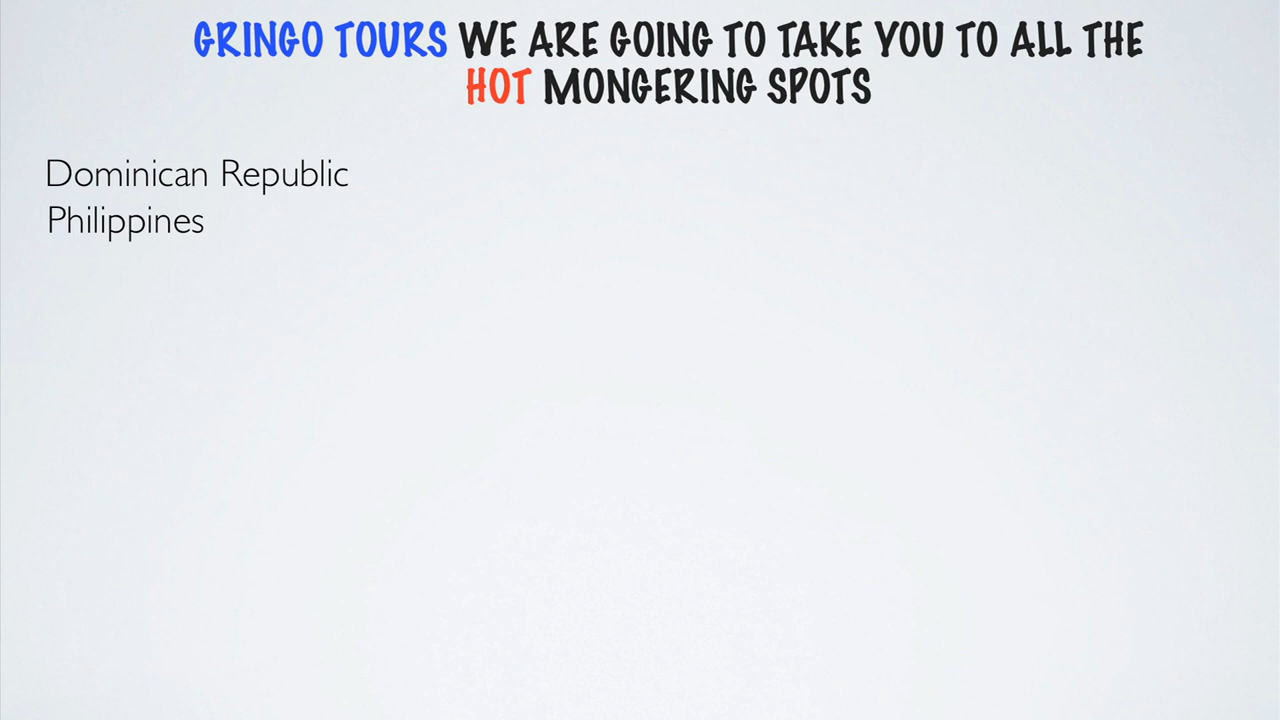 GRINGO TOURS WE ARE GOING TO TAKE YOU TO ALL THE
HOT MONGERING SPOTS
Dominican Republic
Philippines